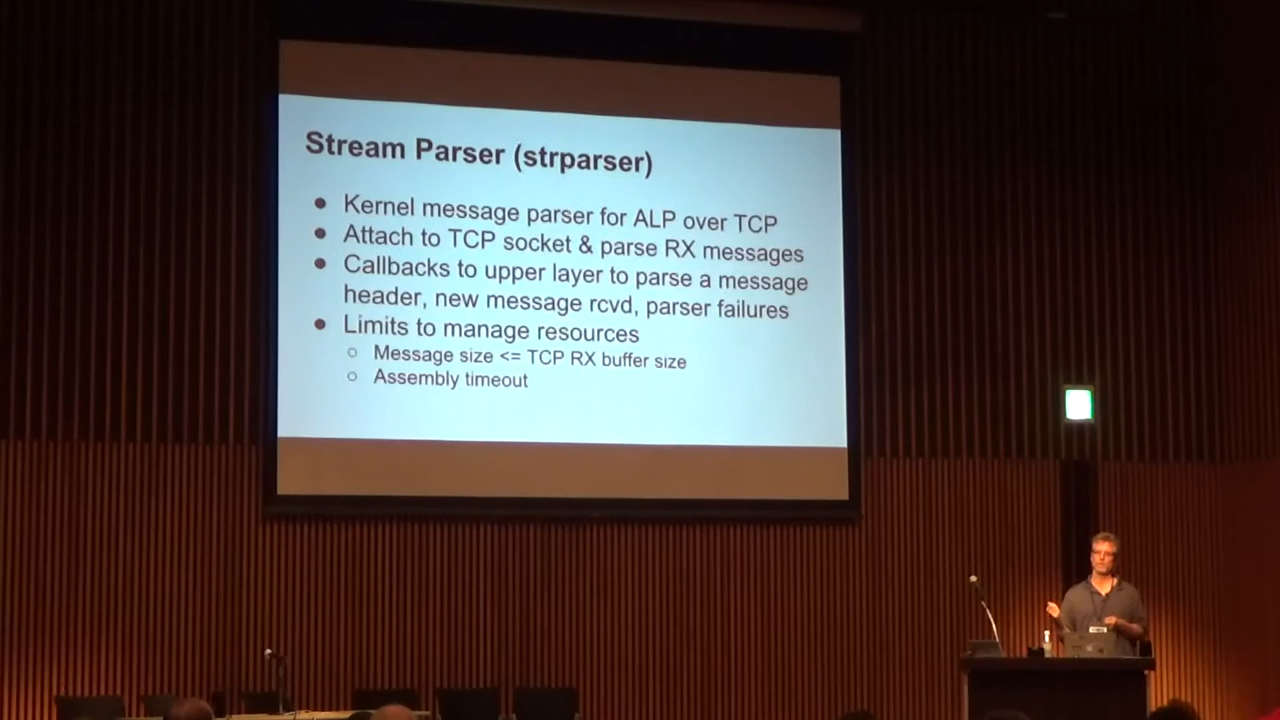 Stream Parser (strparser)
● Kernel message parser for ALP over TCP
● Attach to TCP socket & parse RX messages
● Callbacks to upper layer to parse a message
header, new message rcvd, parser failures
● Limits to manage resources
○ Message size <= TCP RX buffer size
○ Assembly timeout